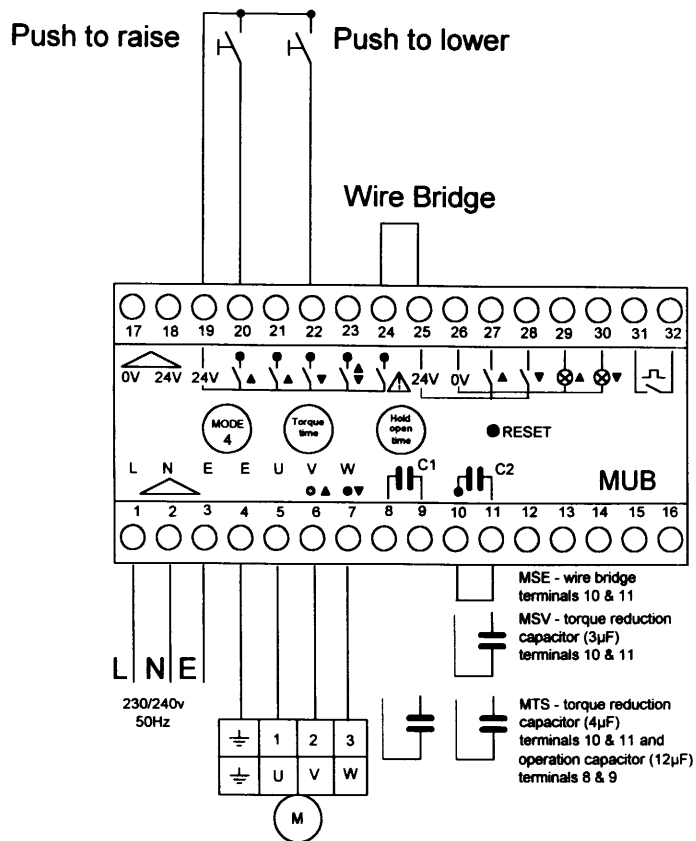 Push to raise
Push to lower
Wire Bridge
17 18 19 20 21 22 23 24 25 26 27 28 29 30 31 32
0V 24V 24V 24V 0V
MODE
4
Torque
time
Hold
open
time
RESET
L N E E U V W
C1
C2
MUB
1 2 3 4 5 6 7 8 9 10 11 12 13 14 15 16
MSE - wire bridge
terminals 10 & 11
MSV - torque reduction
capacitor (3µF)
terminals 10 & 11
L N E
230/240v
50Hz
MTS - torque reduction
capacitor (4µF)
terminals 10 & 11 and
operation capacitor (12µF)
terminals 8 & 9
1 2 3
U V W
M